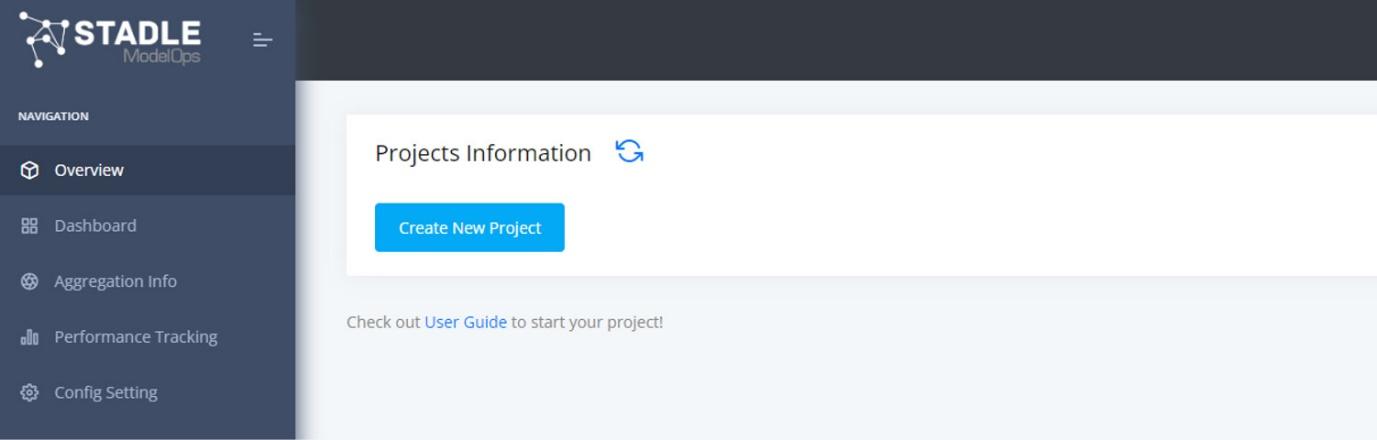 STADLE
ModelOps
NAVIGATION
Overview
Dashboard
Aggregation Info
Performance Tracking
Config Setting
Projects Information
Create New Project
Check out User Guide to start your project!